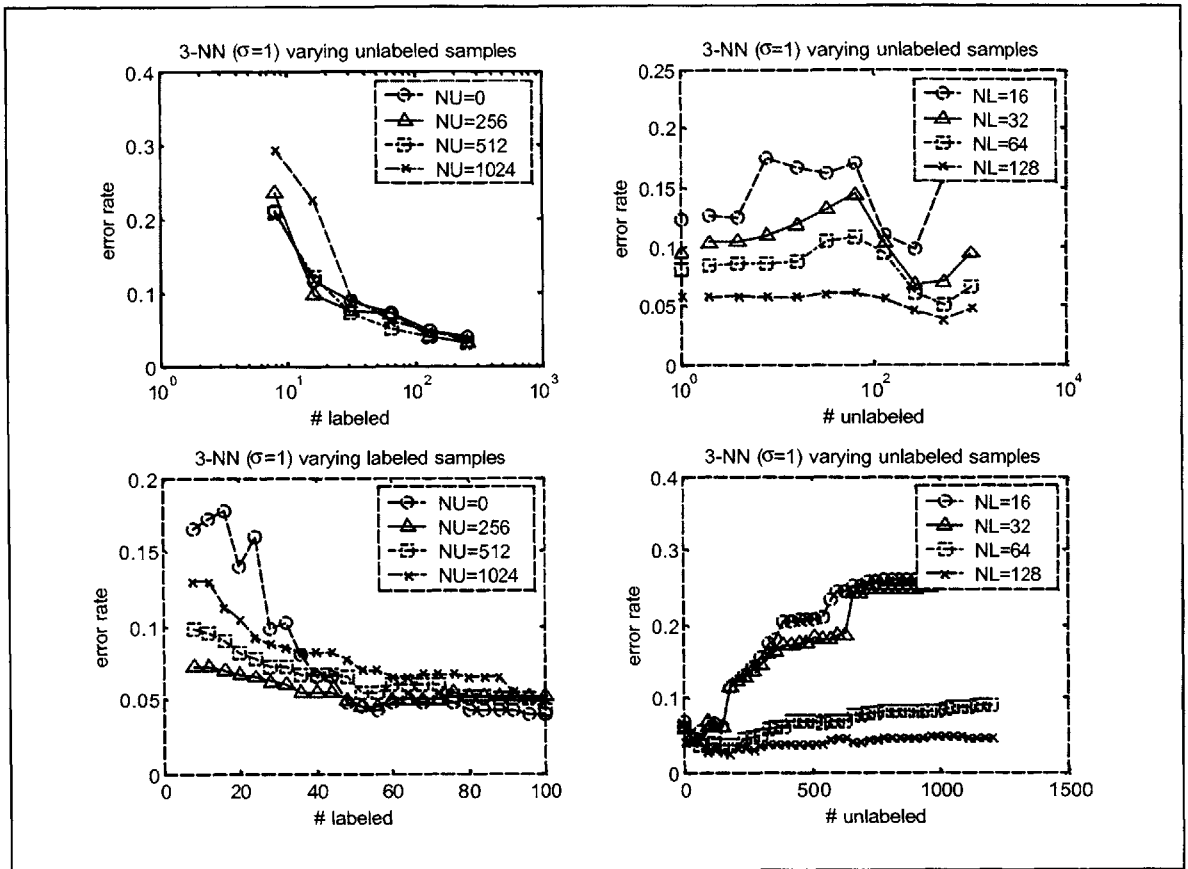 3-NN (σ=1) varying unlabeled samples
0.4
0.3
0.2
0.1
0
error rate
NU=0
NU=256
NU=512
NU=1024
10^0
10^1
10^2
10^3
# labeled
3-NN (σ=1) varying unlabeled samples
0.25
0.2
0.15
0.1
0.05
0
error rate
NL=16
NL=32
NL=64
NL=128
10^0
10^2
10^4
# unlabeled
3-NN (σ=1) varying labeled samples
0.2
0.15
0.1
0.05
0
error rate
NU=0
NU=256
NU=512
NU=1024
0
20
40
60
80
100
# labeled
3-NN (σ=1) varying unlabeled samples
0.4
0.3
0.2
0.1
0
error rate
NL=16
NL=32
NL=64
NL=128
0
500
1000
1500
# unlabeled